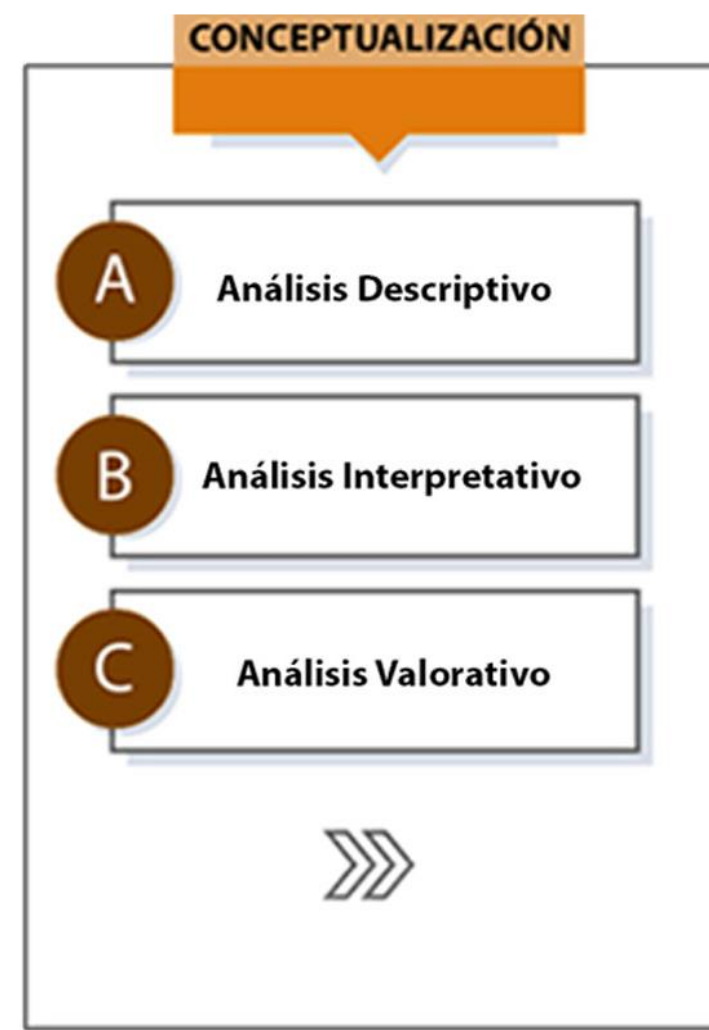 CONCEPTUALIZACIÓN
A
Análisis Descriptivo
B
Análisis Interpretativo
C
Análisis Valorativo